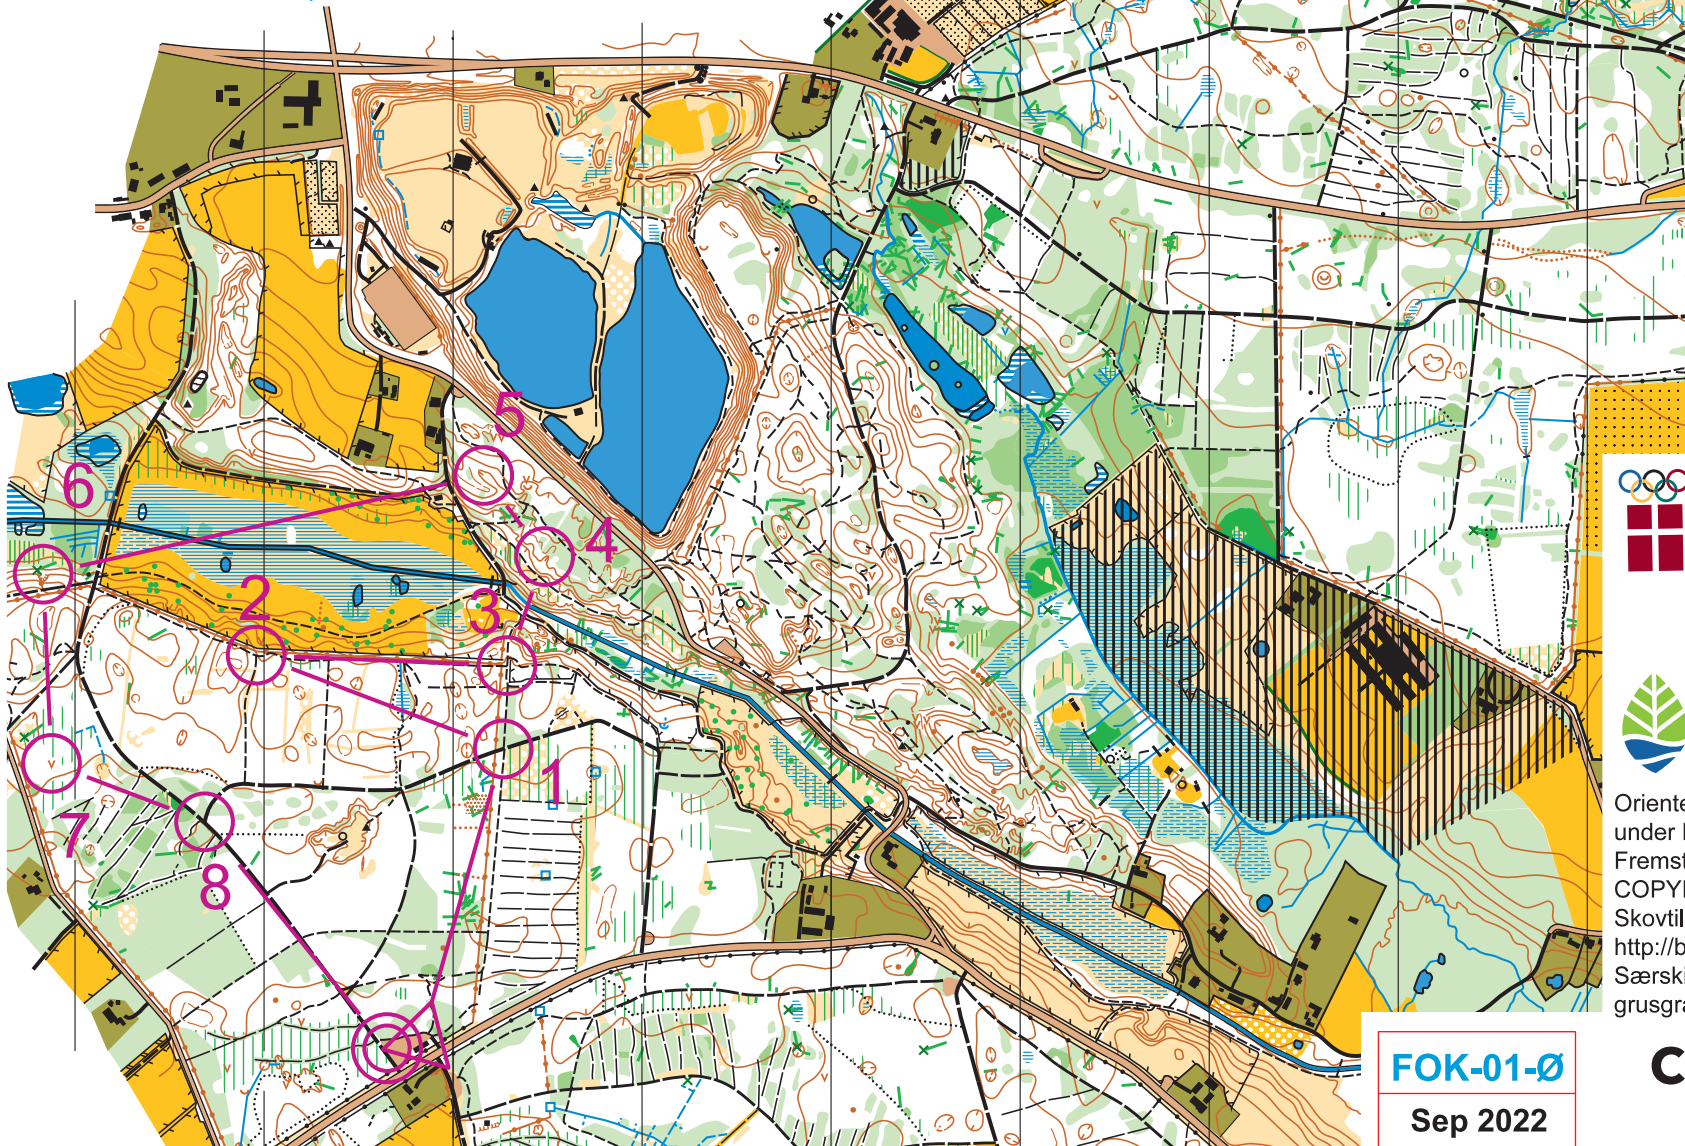 5
6
4
2
3
1
7
8
Oriente
under
Fremst
COPY
Skovtil
http://b
Særski
grusgra
FOK-01-Ø
C
Sep 2022